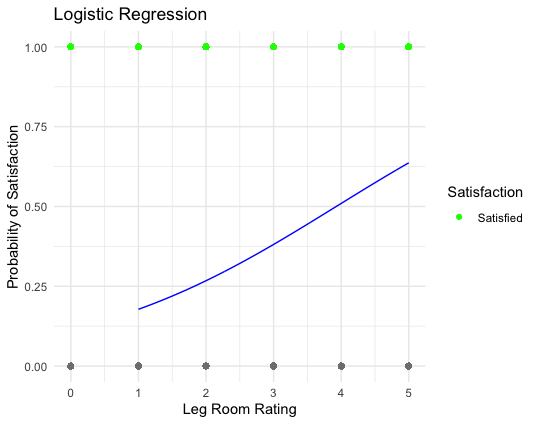 Logistic Regression
1.00
0.75
0.50
0.25
0.00
Probability of Satisfaction
0 1 2 3 4 5
Leg Room Rating
Satisfaction
Satisfied